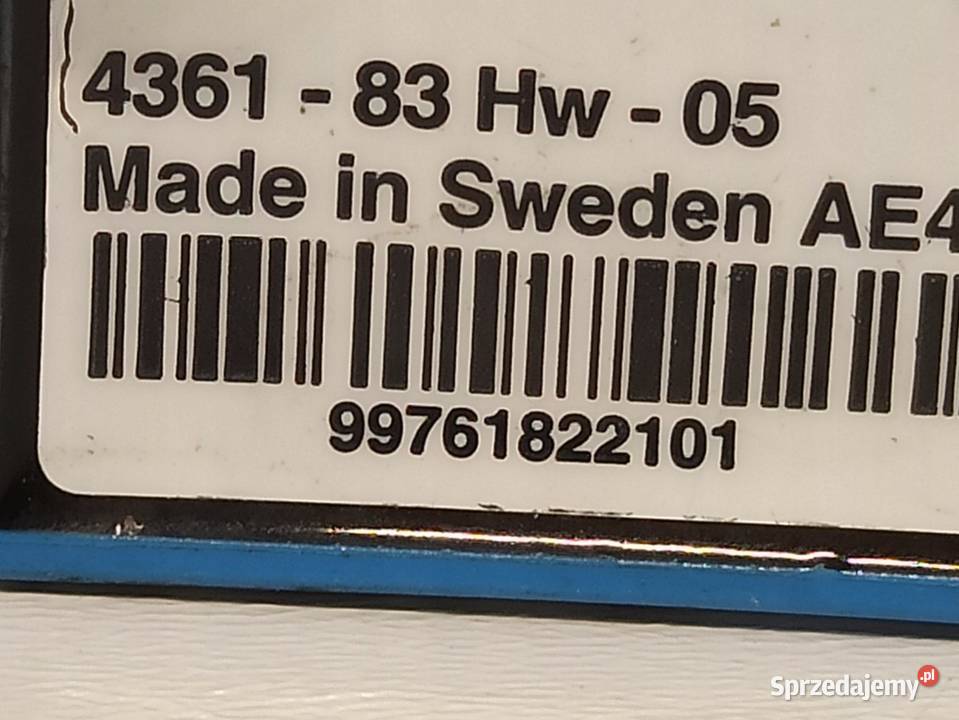 4361 - 83 Hw - 05
Made in Sweden AE4
99761822101
Sprzedajemy.pl